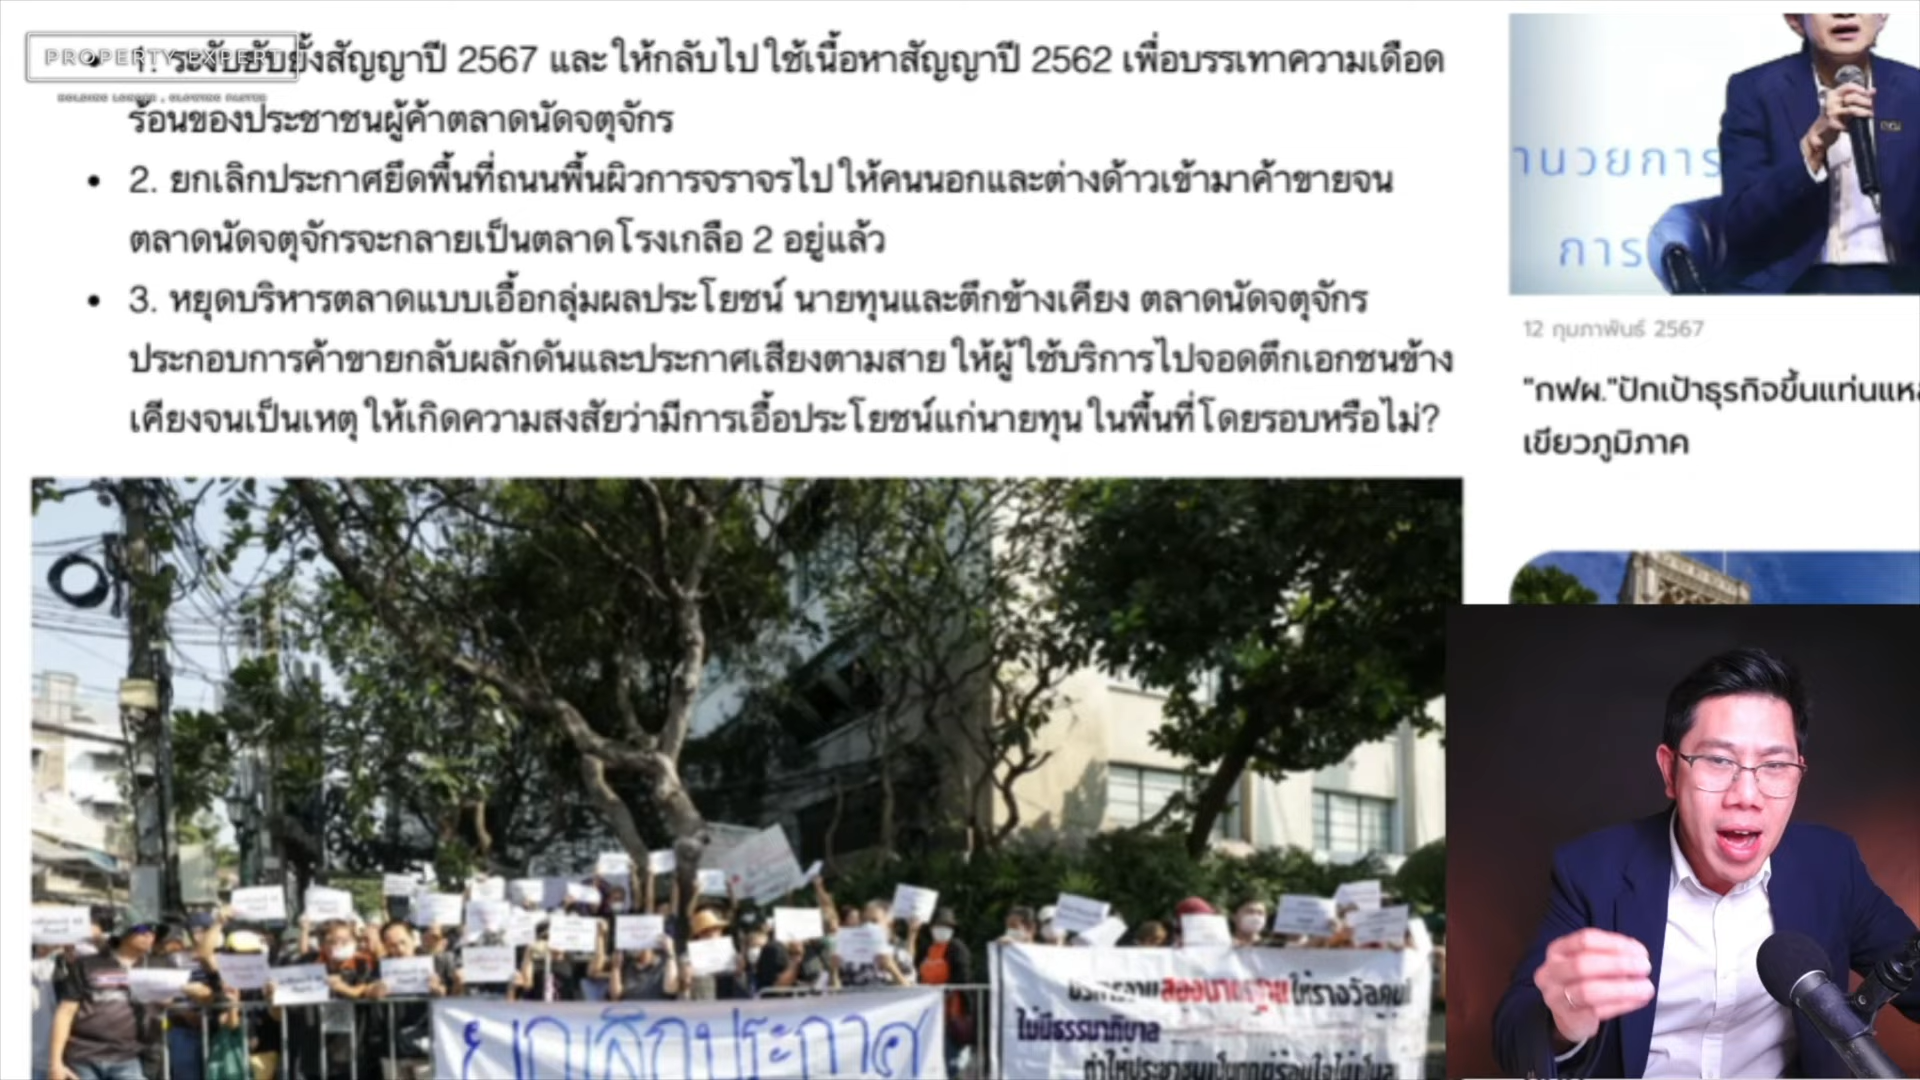 PROPERTY EXPERT
HOLDING LONGER , GLOWING FASTER
1. ระงับยับยั้งสัญญาปี 2567 และให้กลับไปใช้เนื้อหาสัญญาปี 2562 เพื่อบรรเทาความเดือด
ร้อนของประชาชนผู้ค้าตลาดนัดจตุจักร
2. ยกเลิกประกาศยึดพื้นที่ถนนพื้นผิวการจราจรไปให้คนนอกและต่างด้าวเข้ามาค้าขายจน
ตลาดนัดจตุจักรจะกลายเป็นตลาดโรงเกลือ 2 อยู่แล้ว
3. หยุดบริหารตลาดแบบเอื้อกลุ่มผลประโยชน์ นายทุนและตึกข้างเคียง ตลาดนัดจตุจักร
ประกอบการค้าขายกลับผลักดันและประกาศเสียงตามสาย ให้ผู้ใช้บริการไปจอดตึกเอกชนข้าง
เคียงจนเป็นเหตุให้เกิดความสงสัยว่ามีการเอื้อประโยชน์แก่นายทุนในพื้นที่โดยรอบหรือไม่?
ยกเลิกประกาศ
ให้รางวัล
ไม่มีธรรมาภิบาล
านวยการ
การ
12 กุมภาพันธ์ 2567
"กฟผ."ปักเป้าธุรกิจขึ้นแท่นแหล
เขียวภูมิภาค